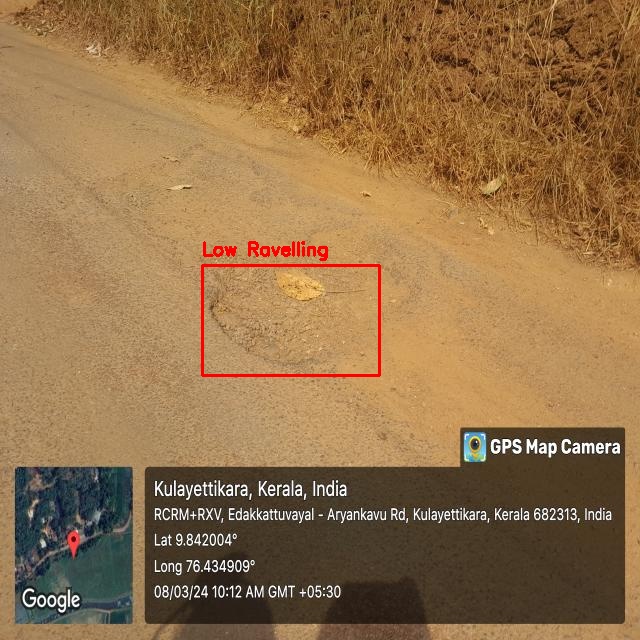 Low Ravelling
GPS Map Camera
Kulayettikara, Kerala, India
RCRM+RXV, Edakkattuvayal - Aryankavu Rd, Kulayettikara, Kerala 682313, India
Lat 9.842004°
Long 76.434909°
08/03/24 10:12 AM GMT +05:30
Google